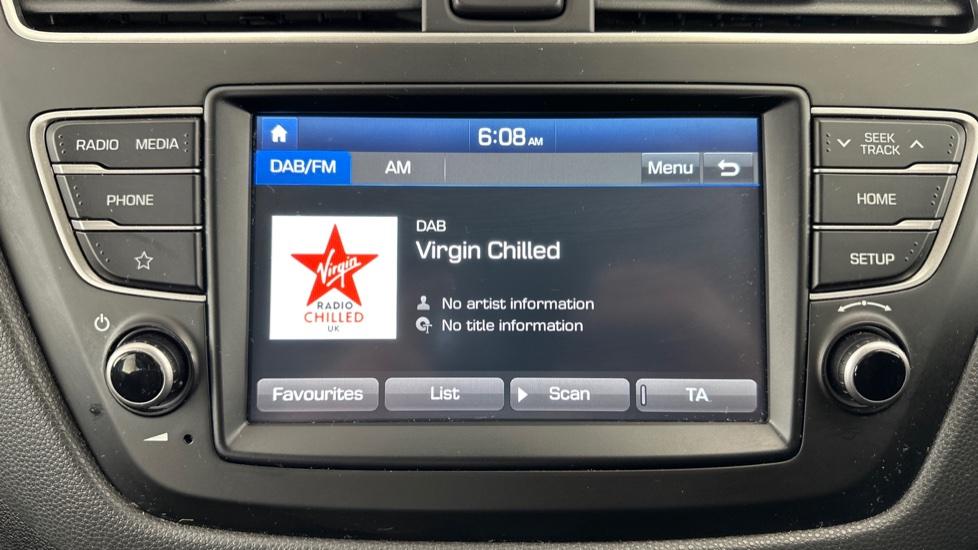 6:08 AM
DAB/FM AM Menu
RADIO MEDIA
PHONE
SEEK
TRACK
HOME
SETUP
DAB
Virgin Chilled
Virgin
RADIO
CHILLED
UK
No artist information
No title information
Favourites List Scan TA